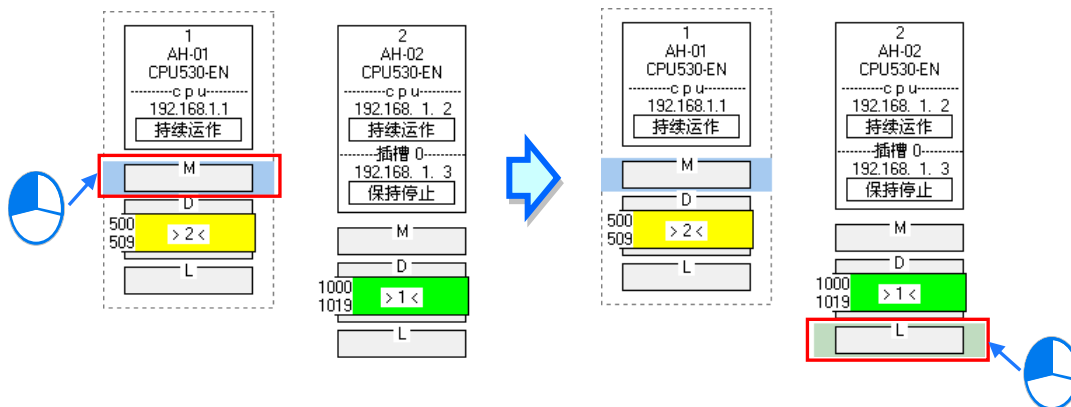 1
AH-01
CPU530-EN
cpu
192.168.1.1
持续运作
M
D
500
509
> 2 <
L
2
AH-02
CPU530-EN
cpu
192.168. 1. 2
持续运作
插槽 0
192.168. 1. 3
保持停止
M
D
1000
1019
> 1 <
L
1
AH-01
CPU530-EN
cpu
192.168.1.1
持续运作
M
D
500
509
> 2 <
L
2
AH-02
CPU530-EN
cpu
192.168. 1. 2
持续运作
插槽 0
192.168. 1. 3
保持停止
M
D
1000
1019
> 1 <
L